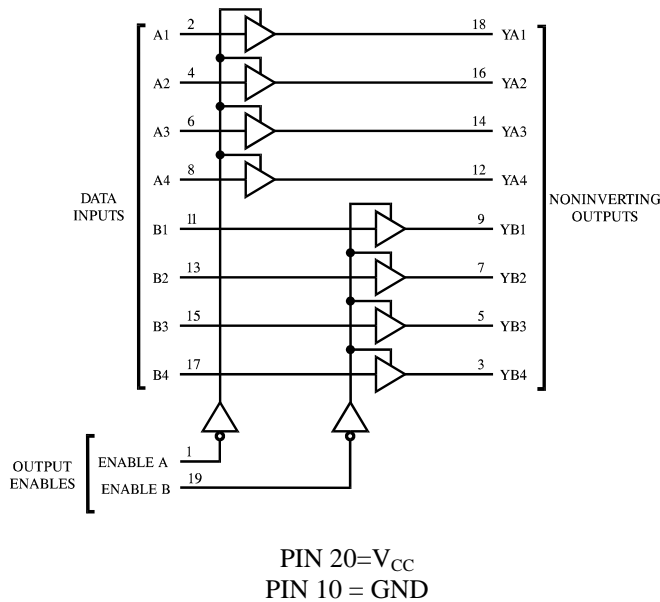 A1 2 18 YA1
A2 4 16 YA2
A3 6 14 YA3
A4 8 12 YA4
DATA
INPUTS
NONINVERTING
OUTPUTS
B1 11 9 YB1
B2 13 7 YB2
B3 15 5 YB3
B4 17 3 YB4
OUTPUT
ENABLES
ENABLE A 1
ENABLE B 19
PIN 20=VCC
PIN 10 = GND